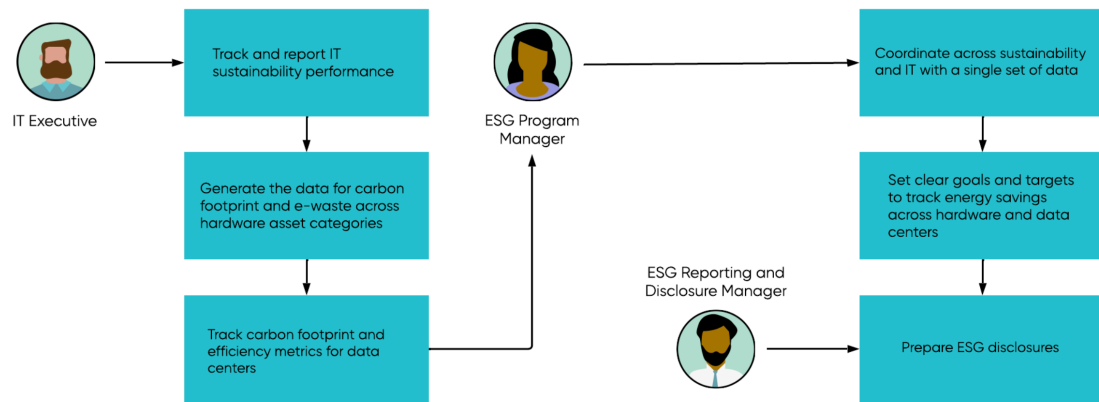 IT Executive
Track and report IT
sustainability performance
Generate the data for carbon
footprint and e-waste across
hardware asset categories
Track carbon footprint and
efficiency metrics for data
centers
ESG Program
Manager
Coordinate across sustainability
and IT with a single set of data
Set clear goals and targets
to track energy savings
across hardware and data
centers
ESG Reporting and
Disclosure Manager
Prepare ESG disclosures